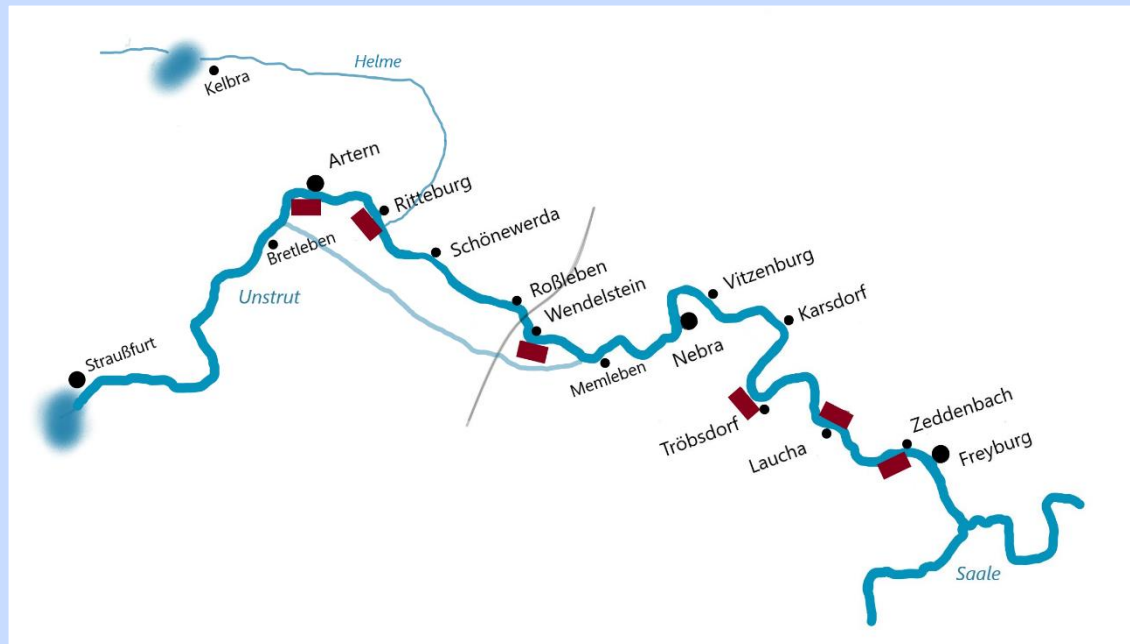 Helme
Kelbra
Artern
Ritteburg
Schönewerda
Bretleben
Unstrut
Roßleben
Wendelstein
Vitzenburg
Karsdorf
Nebra
Memleben
Straußfurt
Tröbsdorf
Laucha
Zeddenbach
Freyburg
Saale